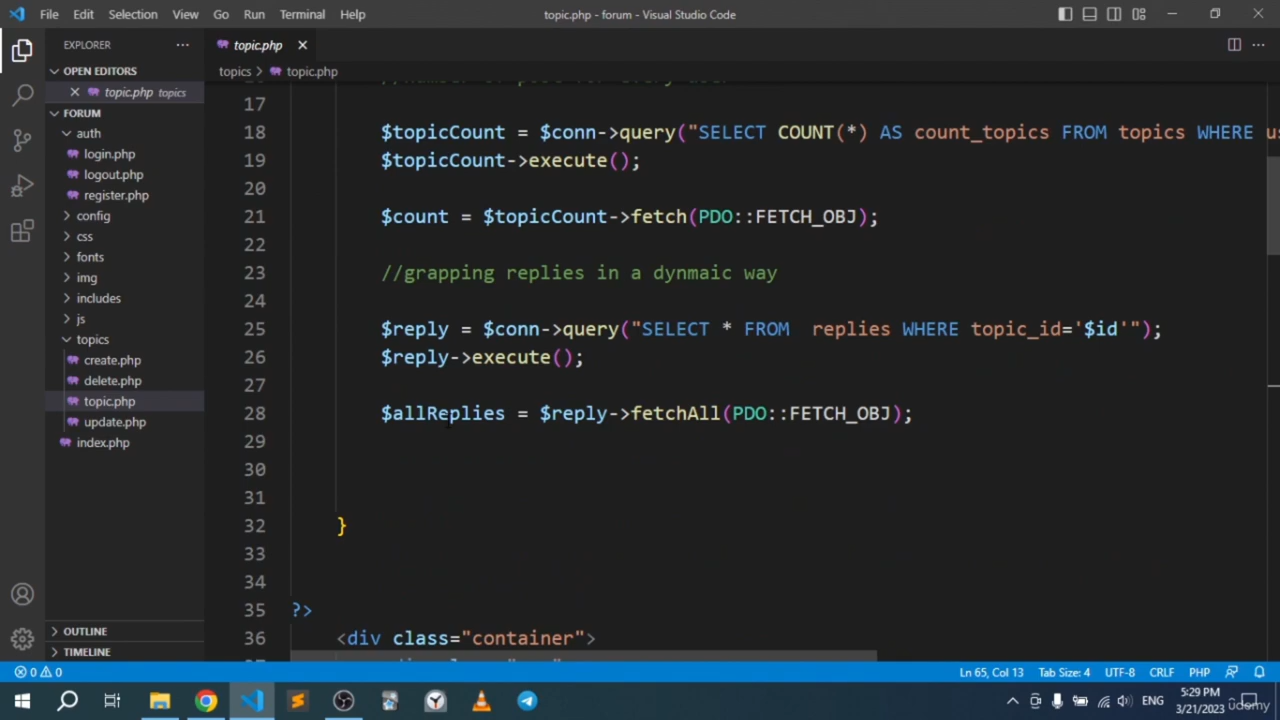 File Edit Selection View Go Run Terminal Help
topic.php - forum - Visual Studio Code
EXPLORER
topic.php
OPEN EDITORS
topics topic.php
topic.php topics
FORUM
auth
login.php
logout.php
register.php
config
css
fonts
img
includes
js
topics
create.php
delete.php
topic.php
update.php
index.php
OUTLINE
TIMELINE
17
18 $topicCount = $conn->query("SELECT COUNT(*) AS count_topics FROM topics WHERE us
19 $topicCount->execute();
20
21 $count = $topicCount->fetch(PDO::FETCH_OBJ);
22
23 //grapping replies in a dynmaic way
24
25 $reply = $conn->query("SELECT * FROM  replies WHERE topic_id='$id'");
26 $reply->execute();
27
28 $allReplies = $reply->fetchAll(PDO::FETCH_OBJ);
29
30
31
32 }
33
34
35 ?>
36 <div class="container">
0 0
Ln 65, Col 13 Tab Size: 4 UTF-8 CRLF PHP
ENG
5:29 PM
3/21/2023
udemy